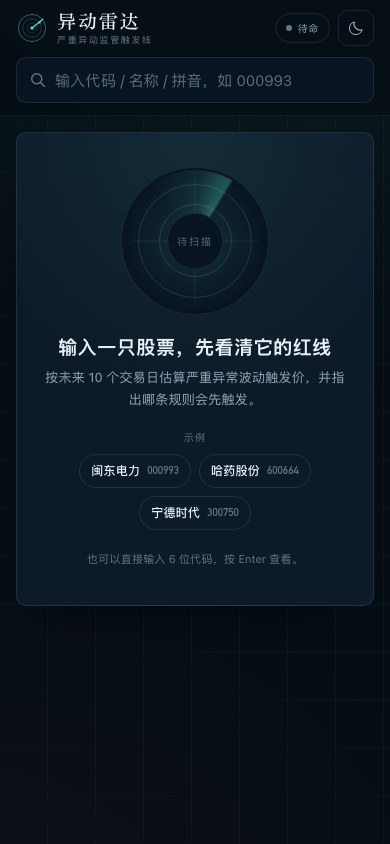 异动雷达
严重异动监管触发线
待命
输入代码 / 名称 / 拼音，如 000993
待扫描
输入一只股票，先看清它的红线
按未来 10 个交易日估算严重异常波动触发价，并指
出哪条规则会先触发。
示例
闽东电力 000993
哈药股份 600664
宁德时代 300750
也可以直接输入 6 位代码，按 Enter 查看。